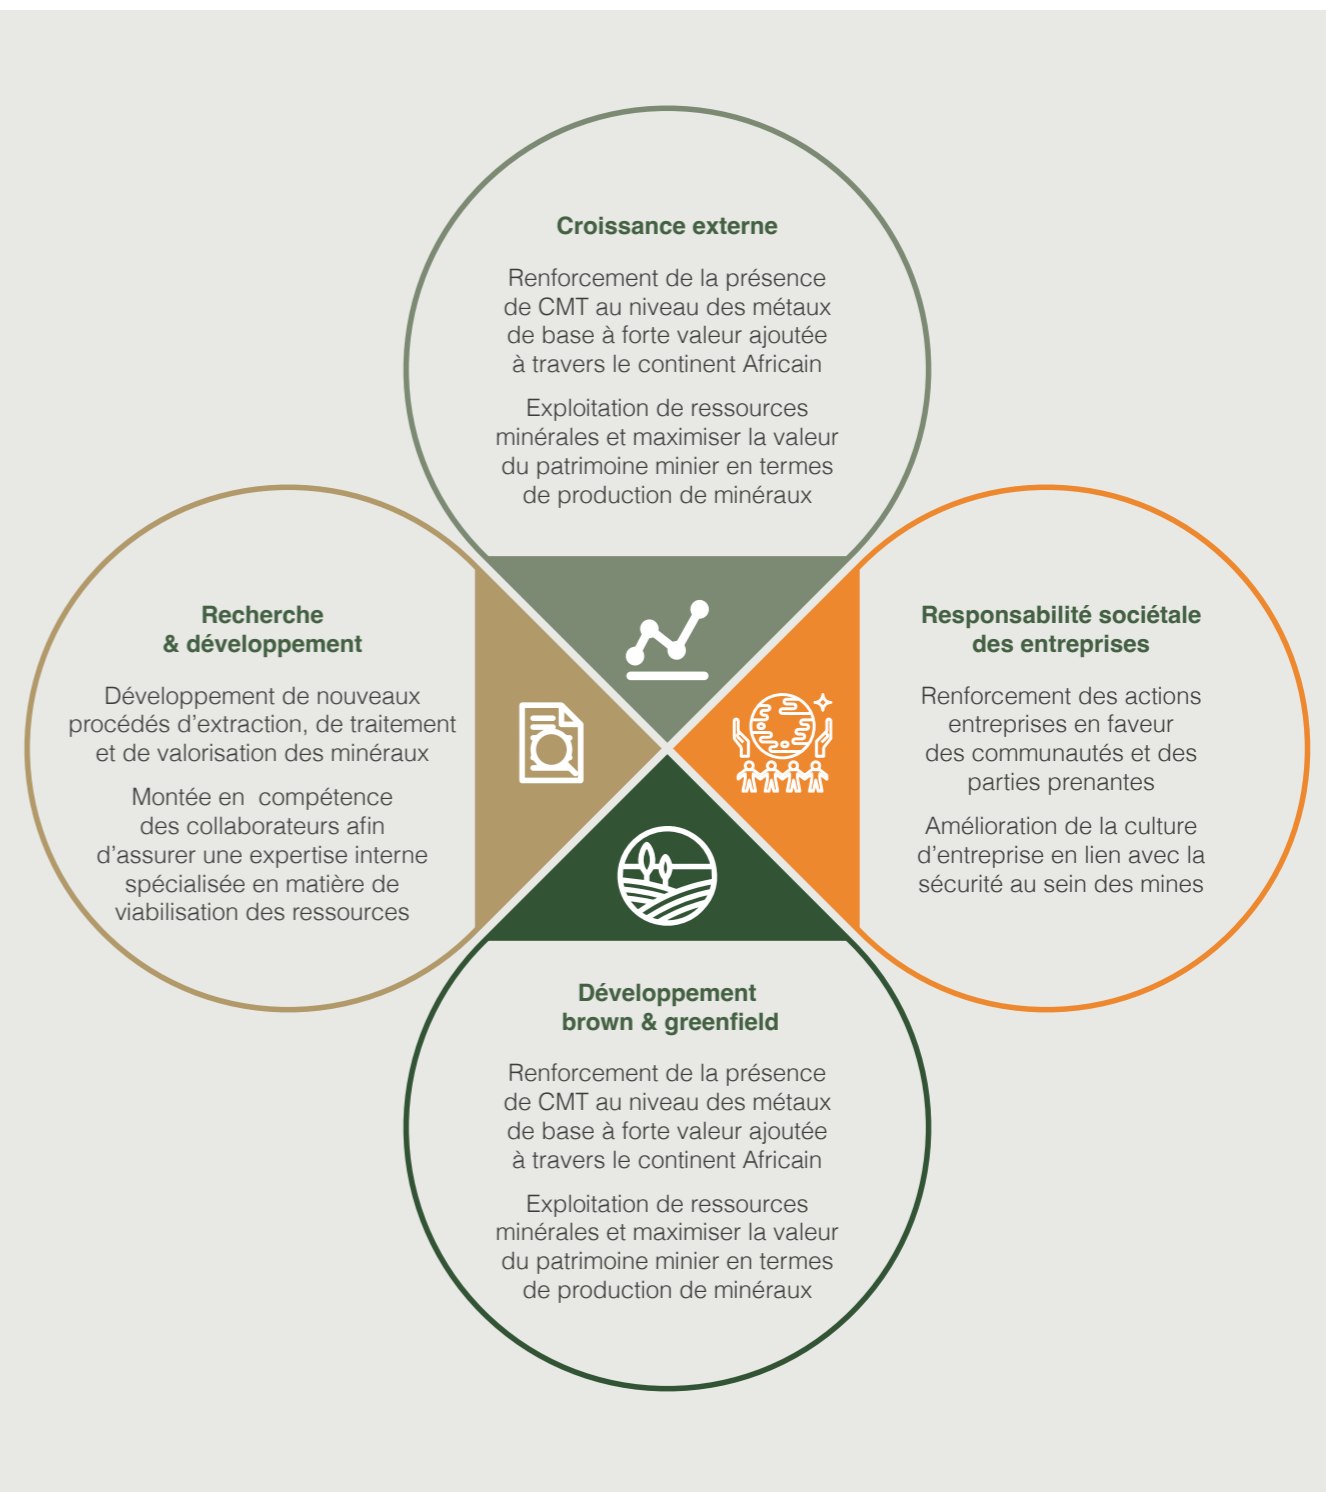 Croissance externe
Renforcement de la présence
de CMT au niveau des métaux
de base à forte valeur ajoutée
à travers le continent Africain
Exploitation de ressources
minérales et maximiser la valeur
du patrimoine minier en termes
de production de minéraux
Recherche
& développement
Développement de nouveaux
procédés d'extraction, de traitement
et de valorisation des minéraux
Montée en  compétence
des collaborateurs afin
d'assurer une expertise interne
spécialisée en matière de
viabilisation des ressources
Responsabilité sociétale
des entreprises
Renforcement des actions
entreprises en faveur
des communautés et des
parties prenantes
Amélioration de la culture
d'entreprise en lien avec la
sécurité au sein des mines
Développement
brown & greenfield
Renforcement de la présence
de CMT au niveau des métaux
de base à forte valeur ajoutée
à travers le continent Africain
Exploitation de ressources
minérales et maximiser la valeur
du patrimoine minier en termes
de production de minéraux